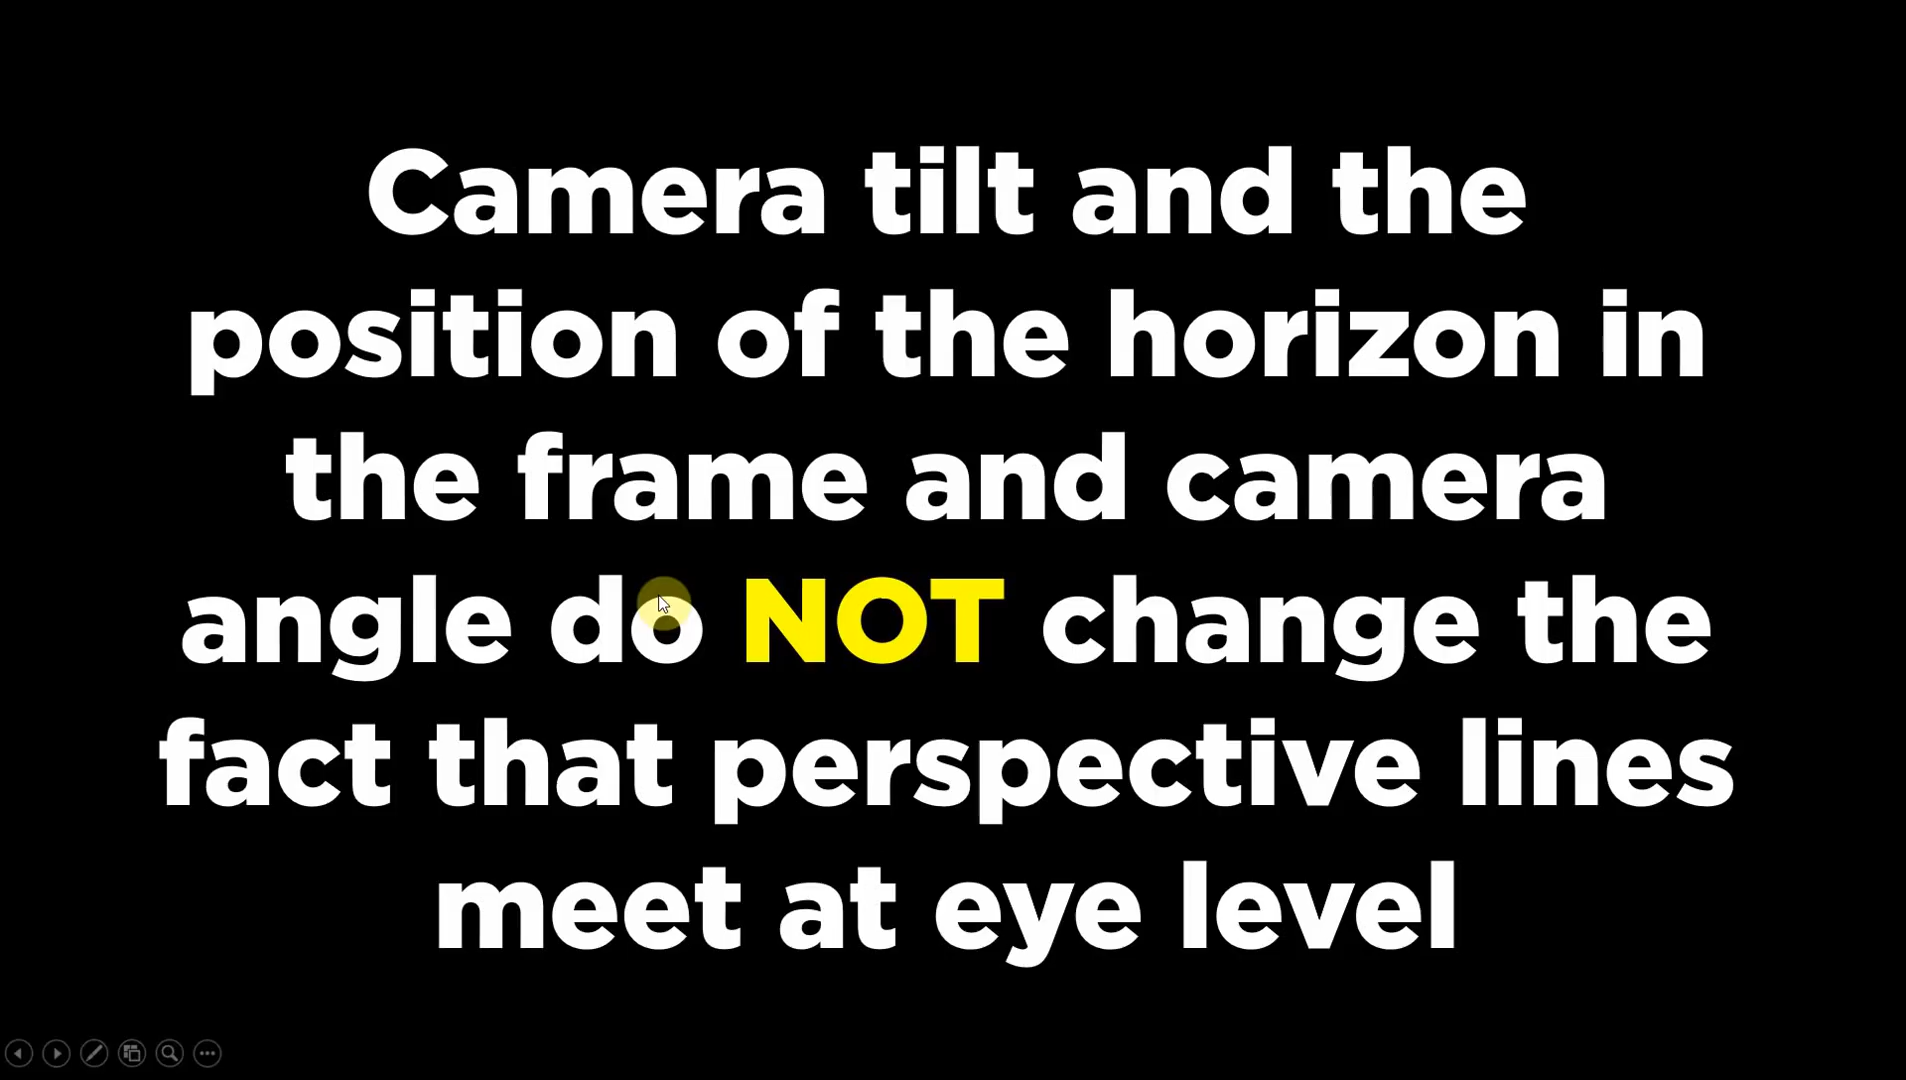 Camera tilt and the
position of the horizon in
the frame and camera
angle do NOT change the
fact that perspective lines
meet at eye level